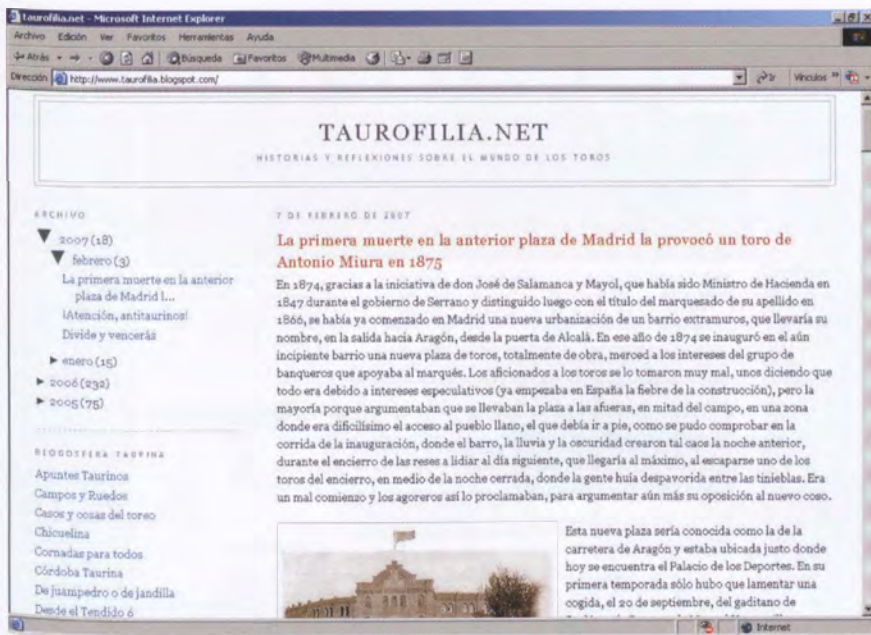 taurofilia.net - Microsoft Internet Explorer
Archivo Edición Ver Favoritos Herramientas Ayuda
Atrás Búsqueda Favoritos Multimedia
Dirección http://www.taurofilia.blogspot.com/ Ir Vínculos »
TAUROFILIA.NET
HISTORIAS Y REFLEXIONES SOBRE EL MUNDO DE LOS TOROS
ARCHIVO
▼ 2007 (18)
▼ febrero (3)
La primera muerte en la anterior
plaza de Madrid l...
¡Atención, antitaurinos!
Divide y vencerás
► enero (15)
► 2006 (232)
► 2005 (75)
BLOGOSFERA TAURINA
Apuntes Taurinos
Campos y Ruedos
Casos y cosas del toreo
Chicuelina
Cornadas para todos
Córdoba Taurina
De juampedro o de jandilla
Desde el Tendido 6
7 DE FEBRERO DE 2007
La primera muerte en la anterior plaza de Madrid la provocó un toro de
Antonio Miura en 1875
En 1874, gracias a la iniciativa de don José de Salamanca y Mayol, que había sido Ministro de Hacienda en
1847 durante el gobierno de Serrano y distinguido luego con el título del marquesado de su apellido en
1866, se había ya comenzado en Madrid una nueva urbanización de un barrio extramuros, que llevaría su
nombre, en la salida hacia Aragón, desde la puerta de Alcalá. En ese año de 1874 se inauguró en el aún
incipiente barrio una nueva plaza de toros, totalmente de obra, merced a los intereses del grupo de
banqueros que apoyaba al marqués. Los aficionados a los toros se lo tomaron muy mal, unos diciendo que
todo era debido a intereses especulativos (ya empezaba en España la fiebre de la construcción), pero la
mayoría porque argumentaban que se llevaban la plaza a las afueras, en mitad del campo, en una zona
donde era dificilísimo el acceso al pueblo llano, el que debía ir a pie, como se pudo comprobar en la
corrida de la inauguración, donde el barro, la lluvia y la oscuridad crearon tal caos la noche anterior,
durante el encierro de las reses a lidiar al día siguiente, que llegaría al máximo, al escaparse uno de los
toros del encierro, en medio de la noche cerrada, donde la gente huía despavorida entre las tinieblas. Era
un mal comienzo y los agoreros así lo proclamaban, para argumentar aún más su oposición al nuevo coso.
Esta nueva plaza sería conocida como la de la
carretera de Aragón y estaba ubicada justo donde
hoy se encuentra el Palacio de los Deportes. En su
primera temporada sólo hubo que lamentar una
cogida, el 20 de septiembre, del gaditano de
Internet